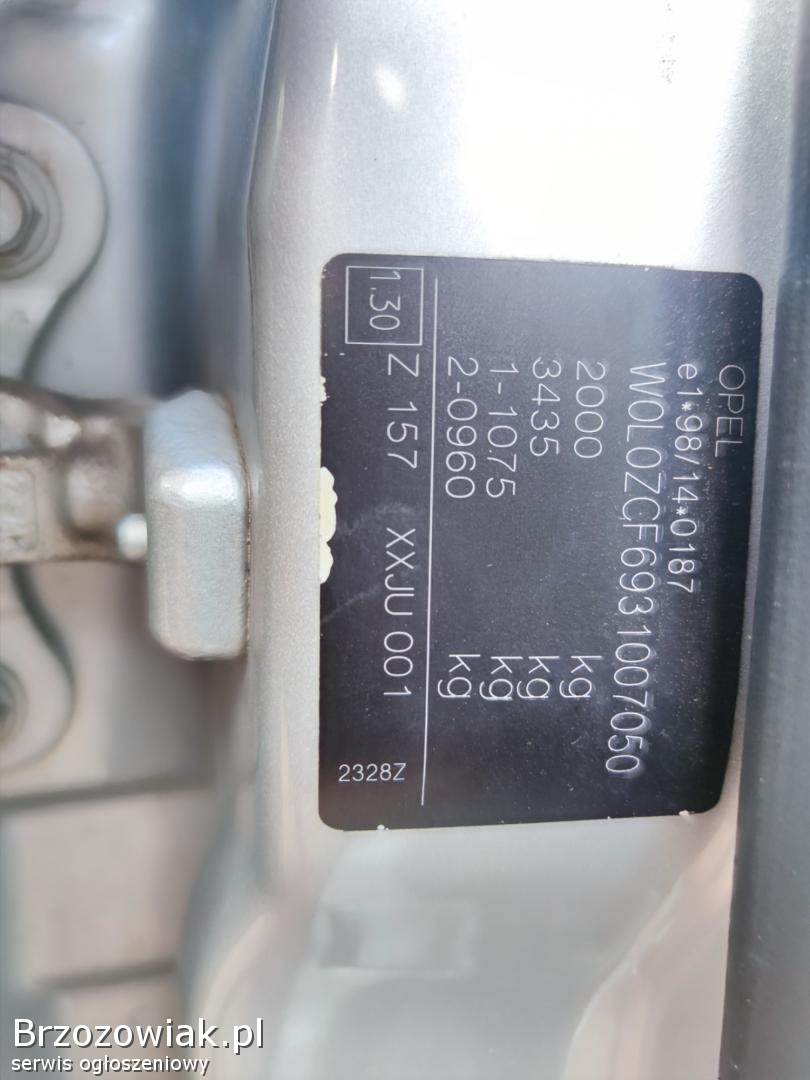 OPEL
e1*98/14*0187
W0L0ZCF6931007050
2000 kg
3435 kg
1-1075 kg
2-0960 kg
1.30 Z 157 XXJU 001
2328Z
Brzozowiak.pl
serwis ogłoszeniowy